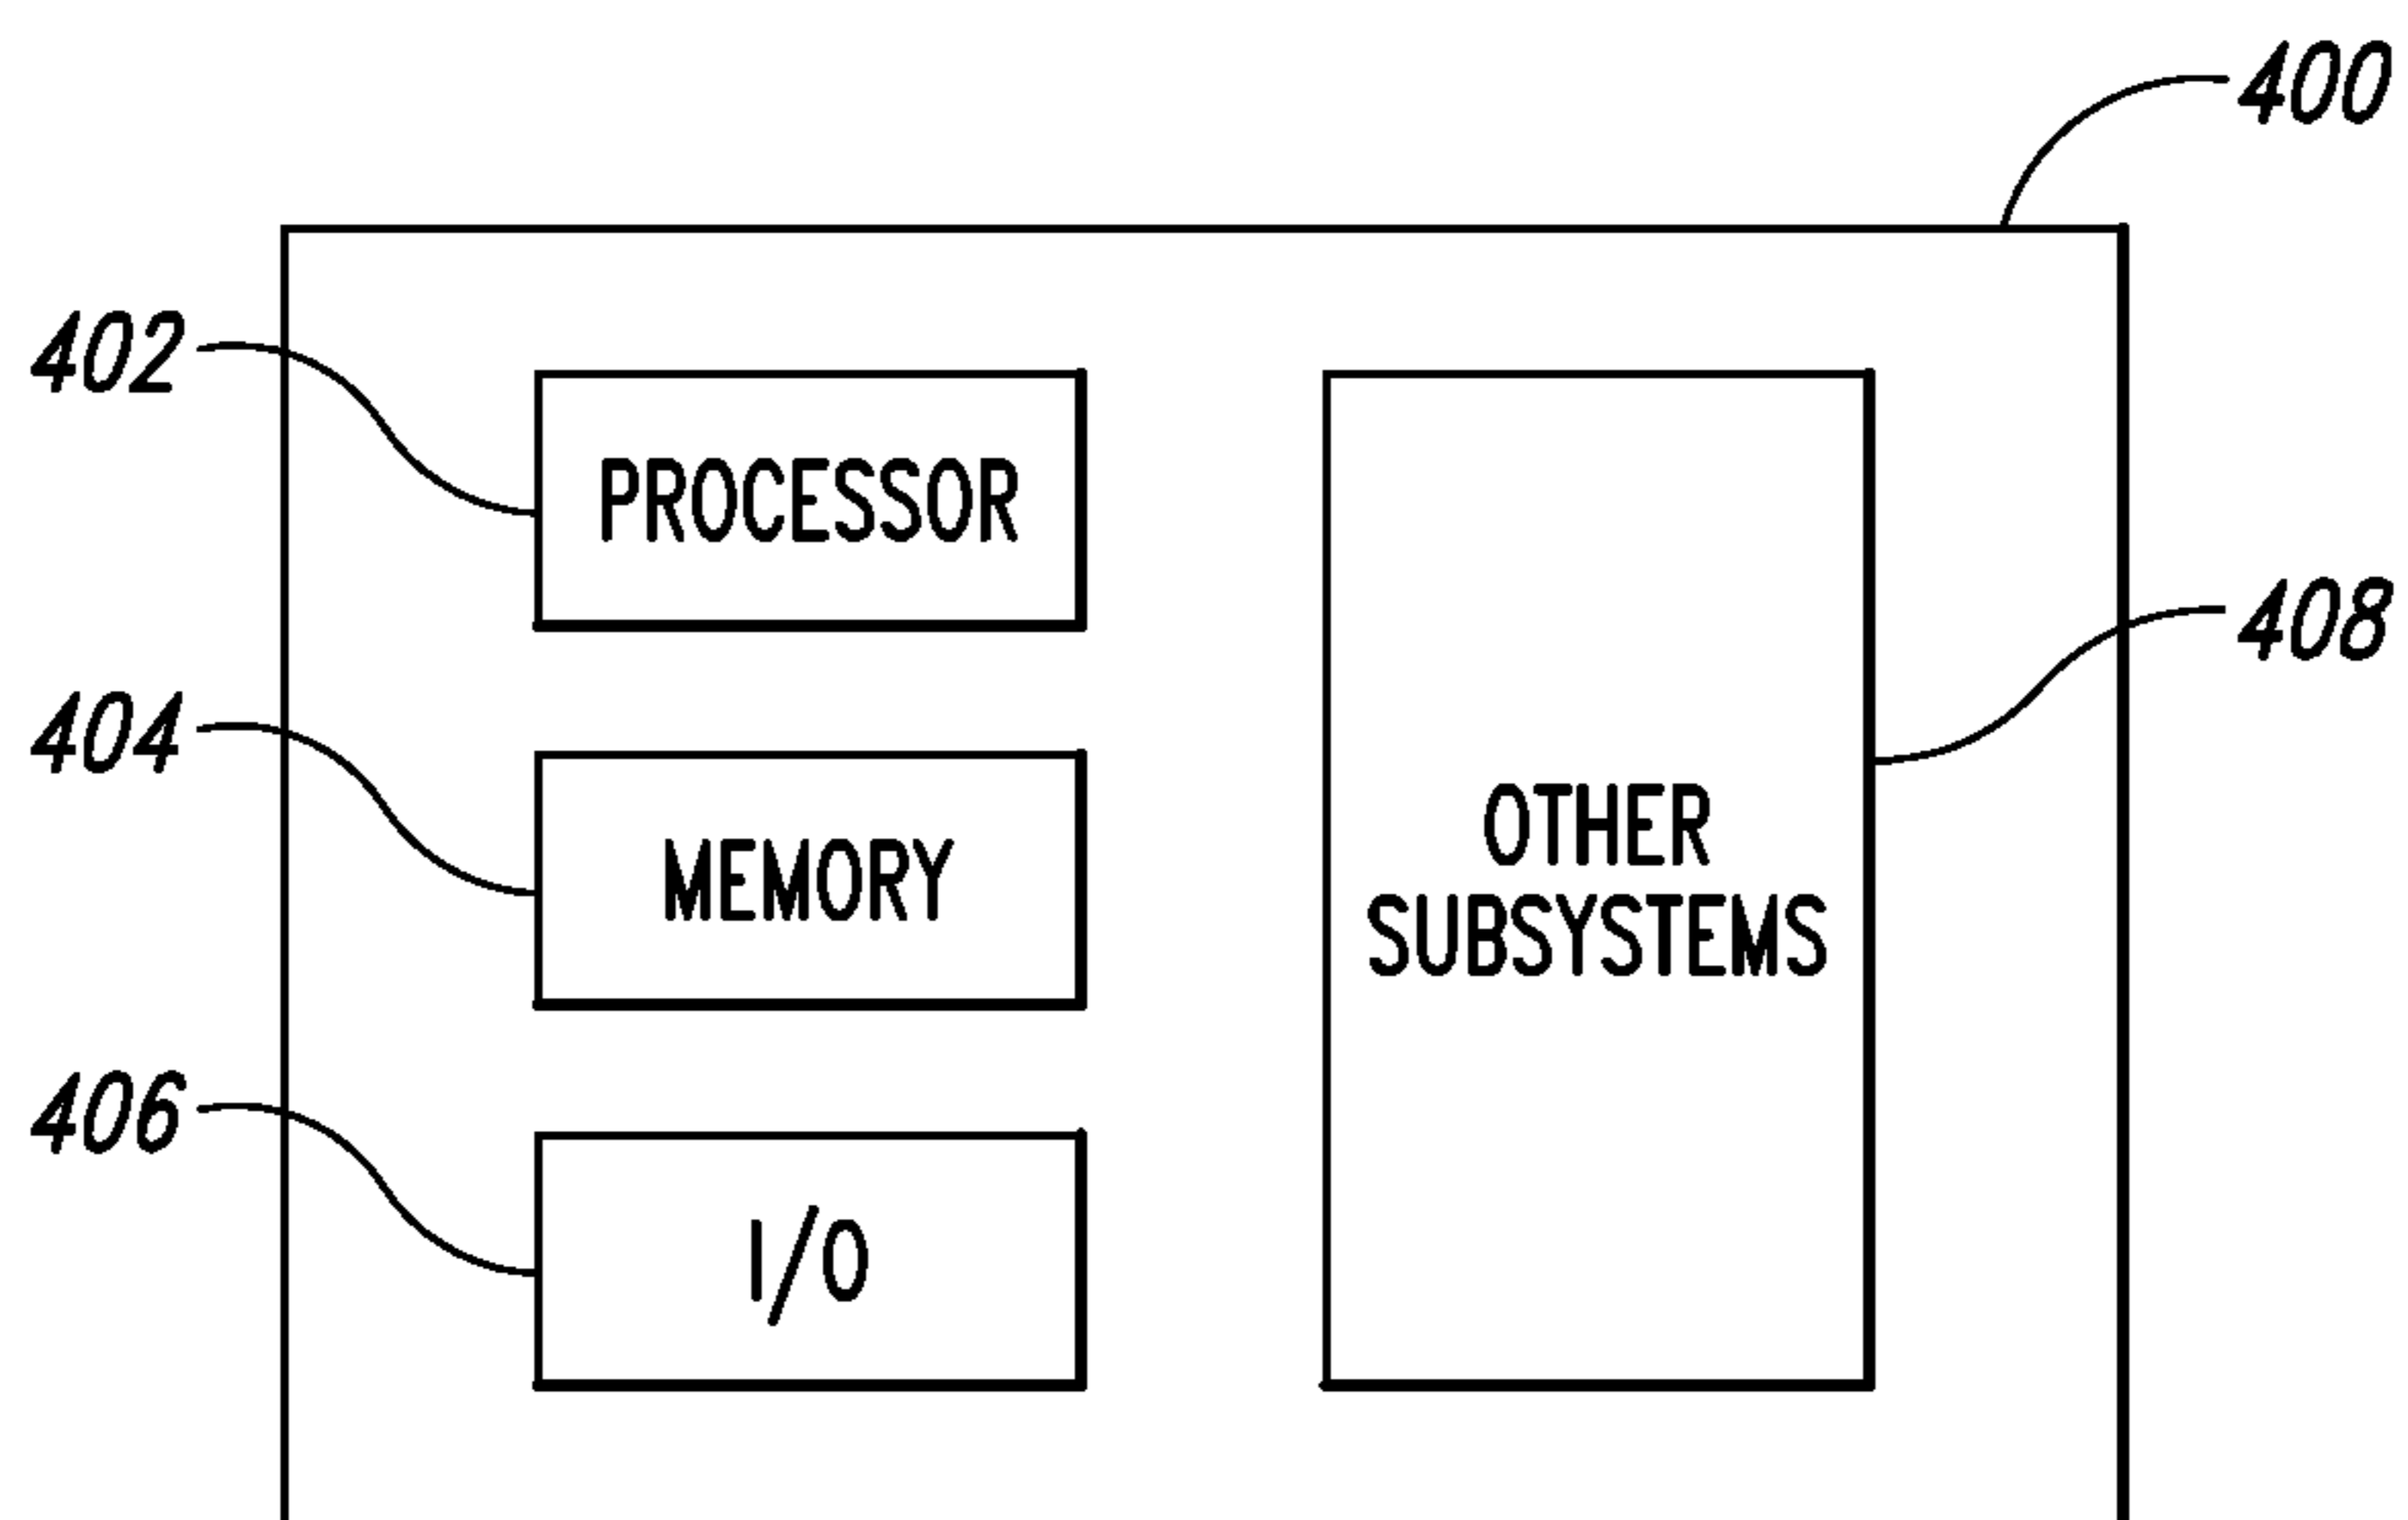 400
402
PROCESSOR
408
404
MEMORY
OTHER
SUBSYSTEMS
406
I/O